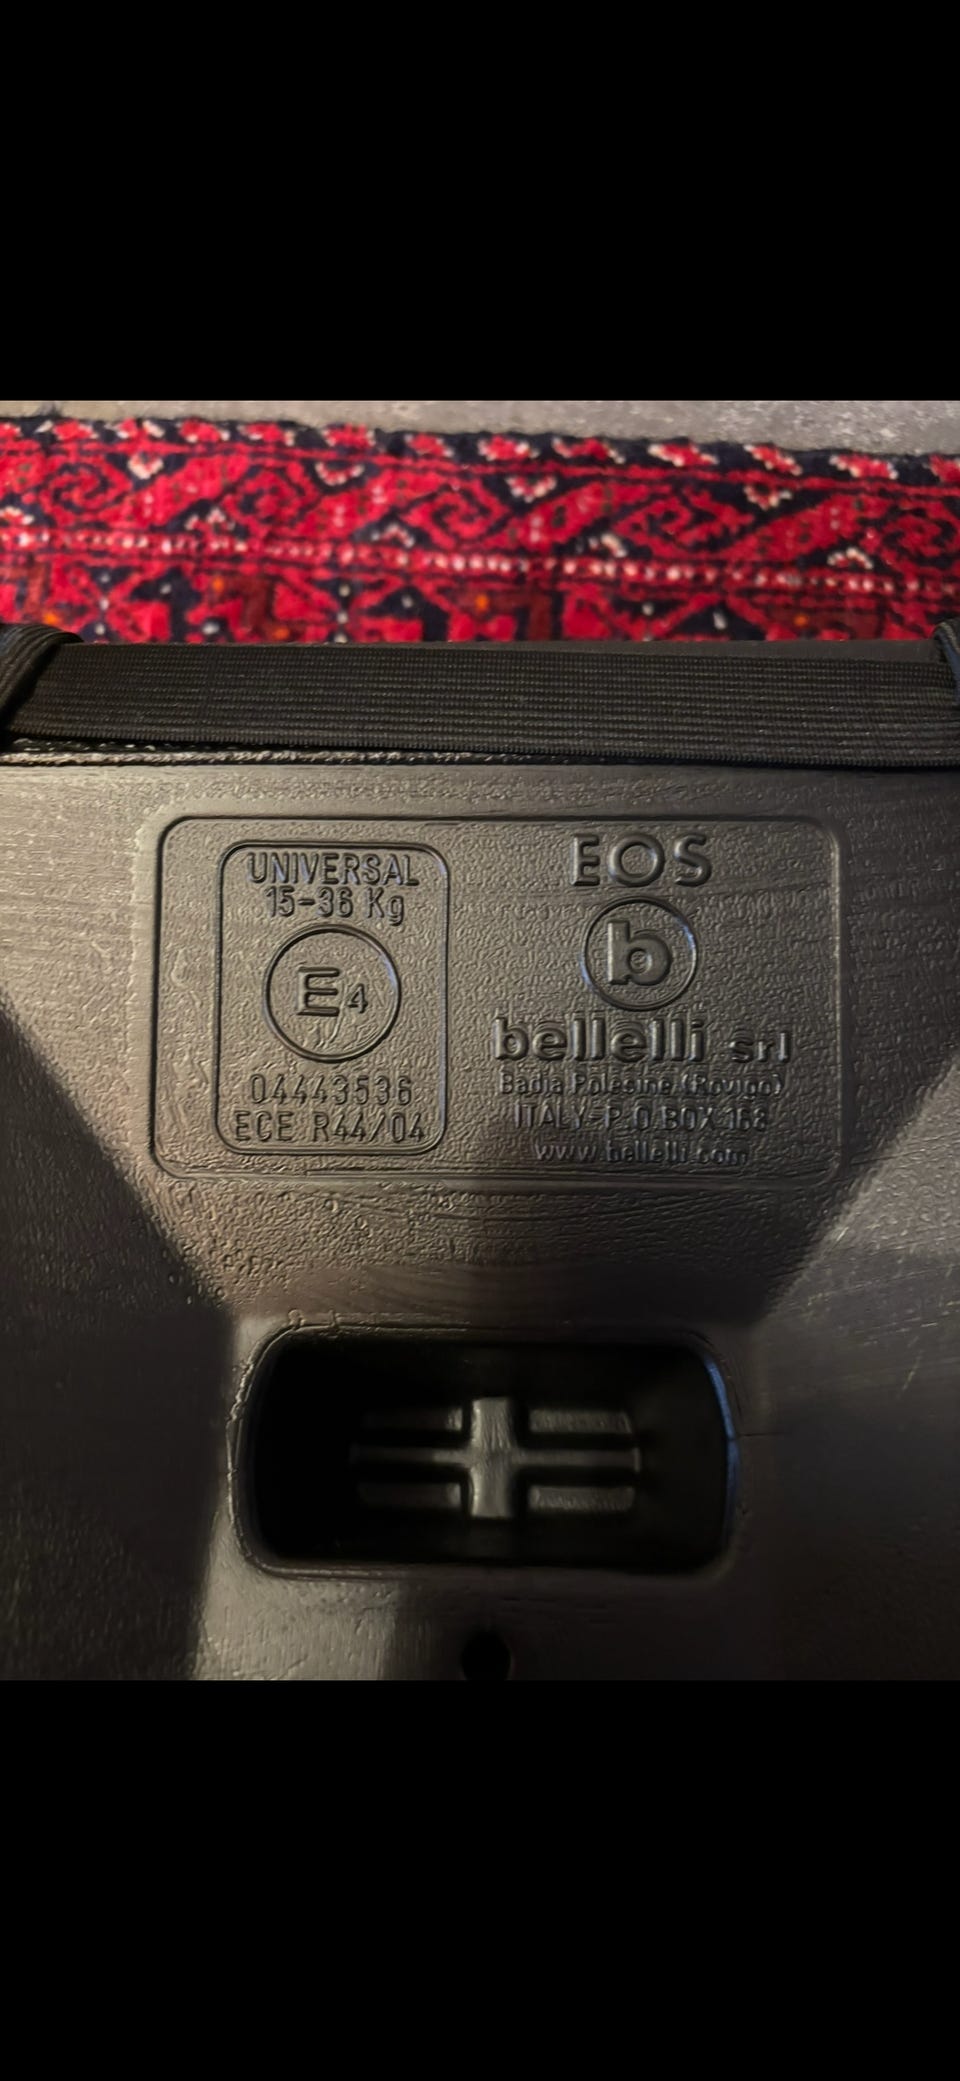 UNIVERSAL
15-36 Kg
E4
04443536
ECE R44/04
EOS
b
bellelli srl
Badia Polesine (Rovigo)
ITALY-P.O.BOX 168
www.bellelli.com